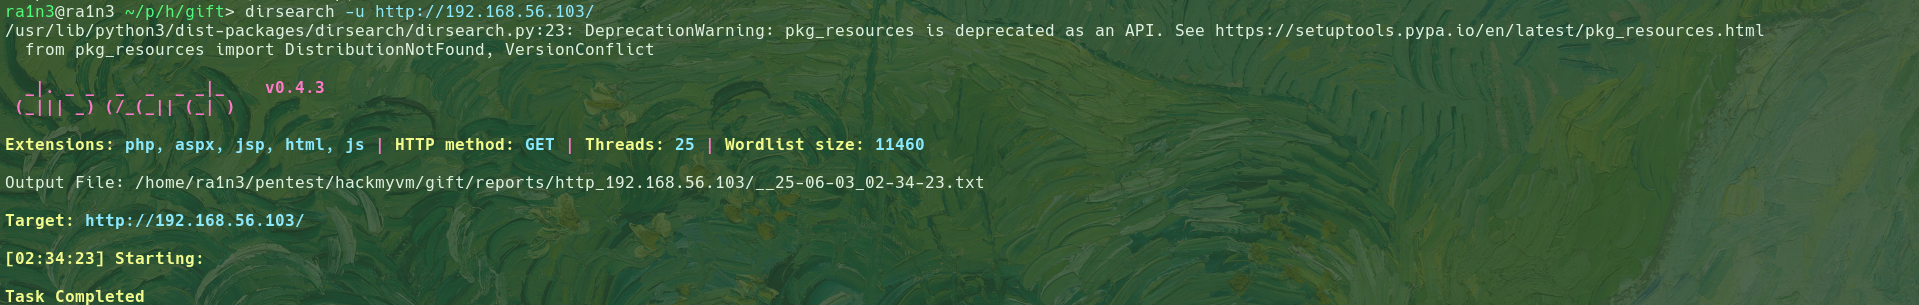 ra1n3@ra1n3 ~/p/h/gift> dirsearch -u http://192.168.56.103/
/usr/lib/python3/dist-packages/dirsearch/dirsearch.py:23: DeprecationWarning: pkg_resources is deprecated as an API. See https://setuptools.pypa.io/en/latest/pkg_resources.html
  from pkg_resources import DistributionNotFound, VersionConflict
  _|. _ _  _  _  _ _|_    v0.4.3
 (_||| _) (/_(_|| (_| )
Extensions: php, aspx, jsp, html, js | HTTP method: GET | Threads: 25 | Wordlist size: 11460
Output File: /home/ra1n3/pentest/hackmyvm/gift/reports/http_192.168.56.103/__25-06-03_02-34-23.txt
Target: http://192.168.56.103/
[02:34:23] Starting:
Task Completed